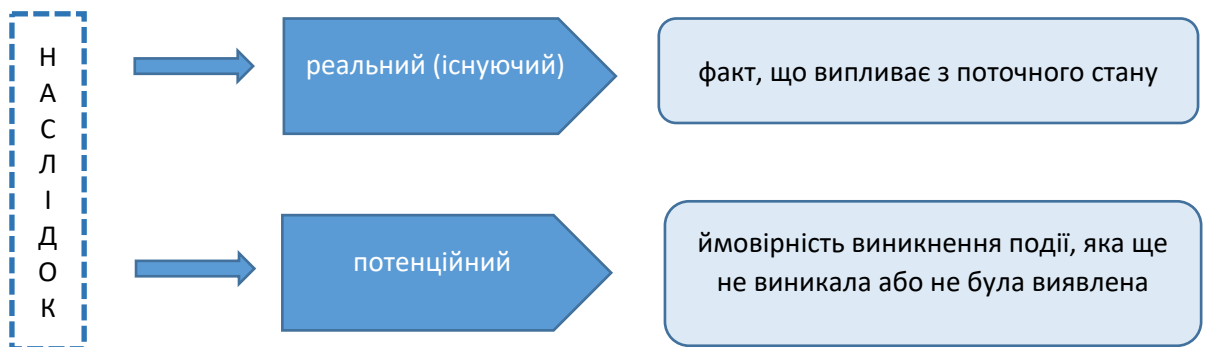 НАСЛІДОК
реальний (існуючий)
факт, що випливає з поточного стану
потенційний
ймовірність виникнення події, яка ще
не виникала або не була виявлена